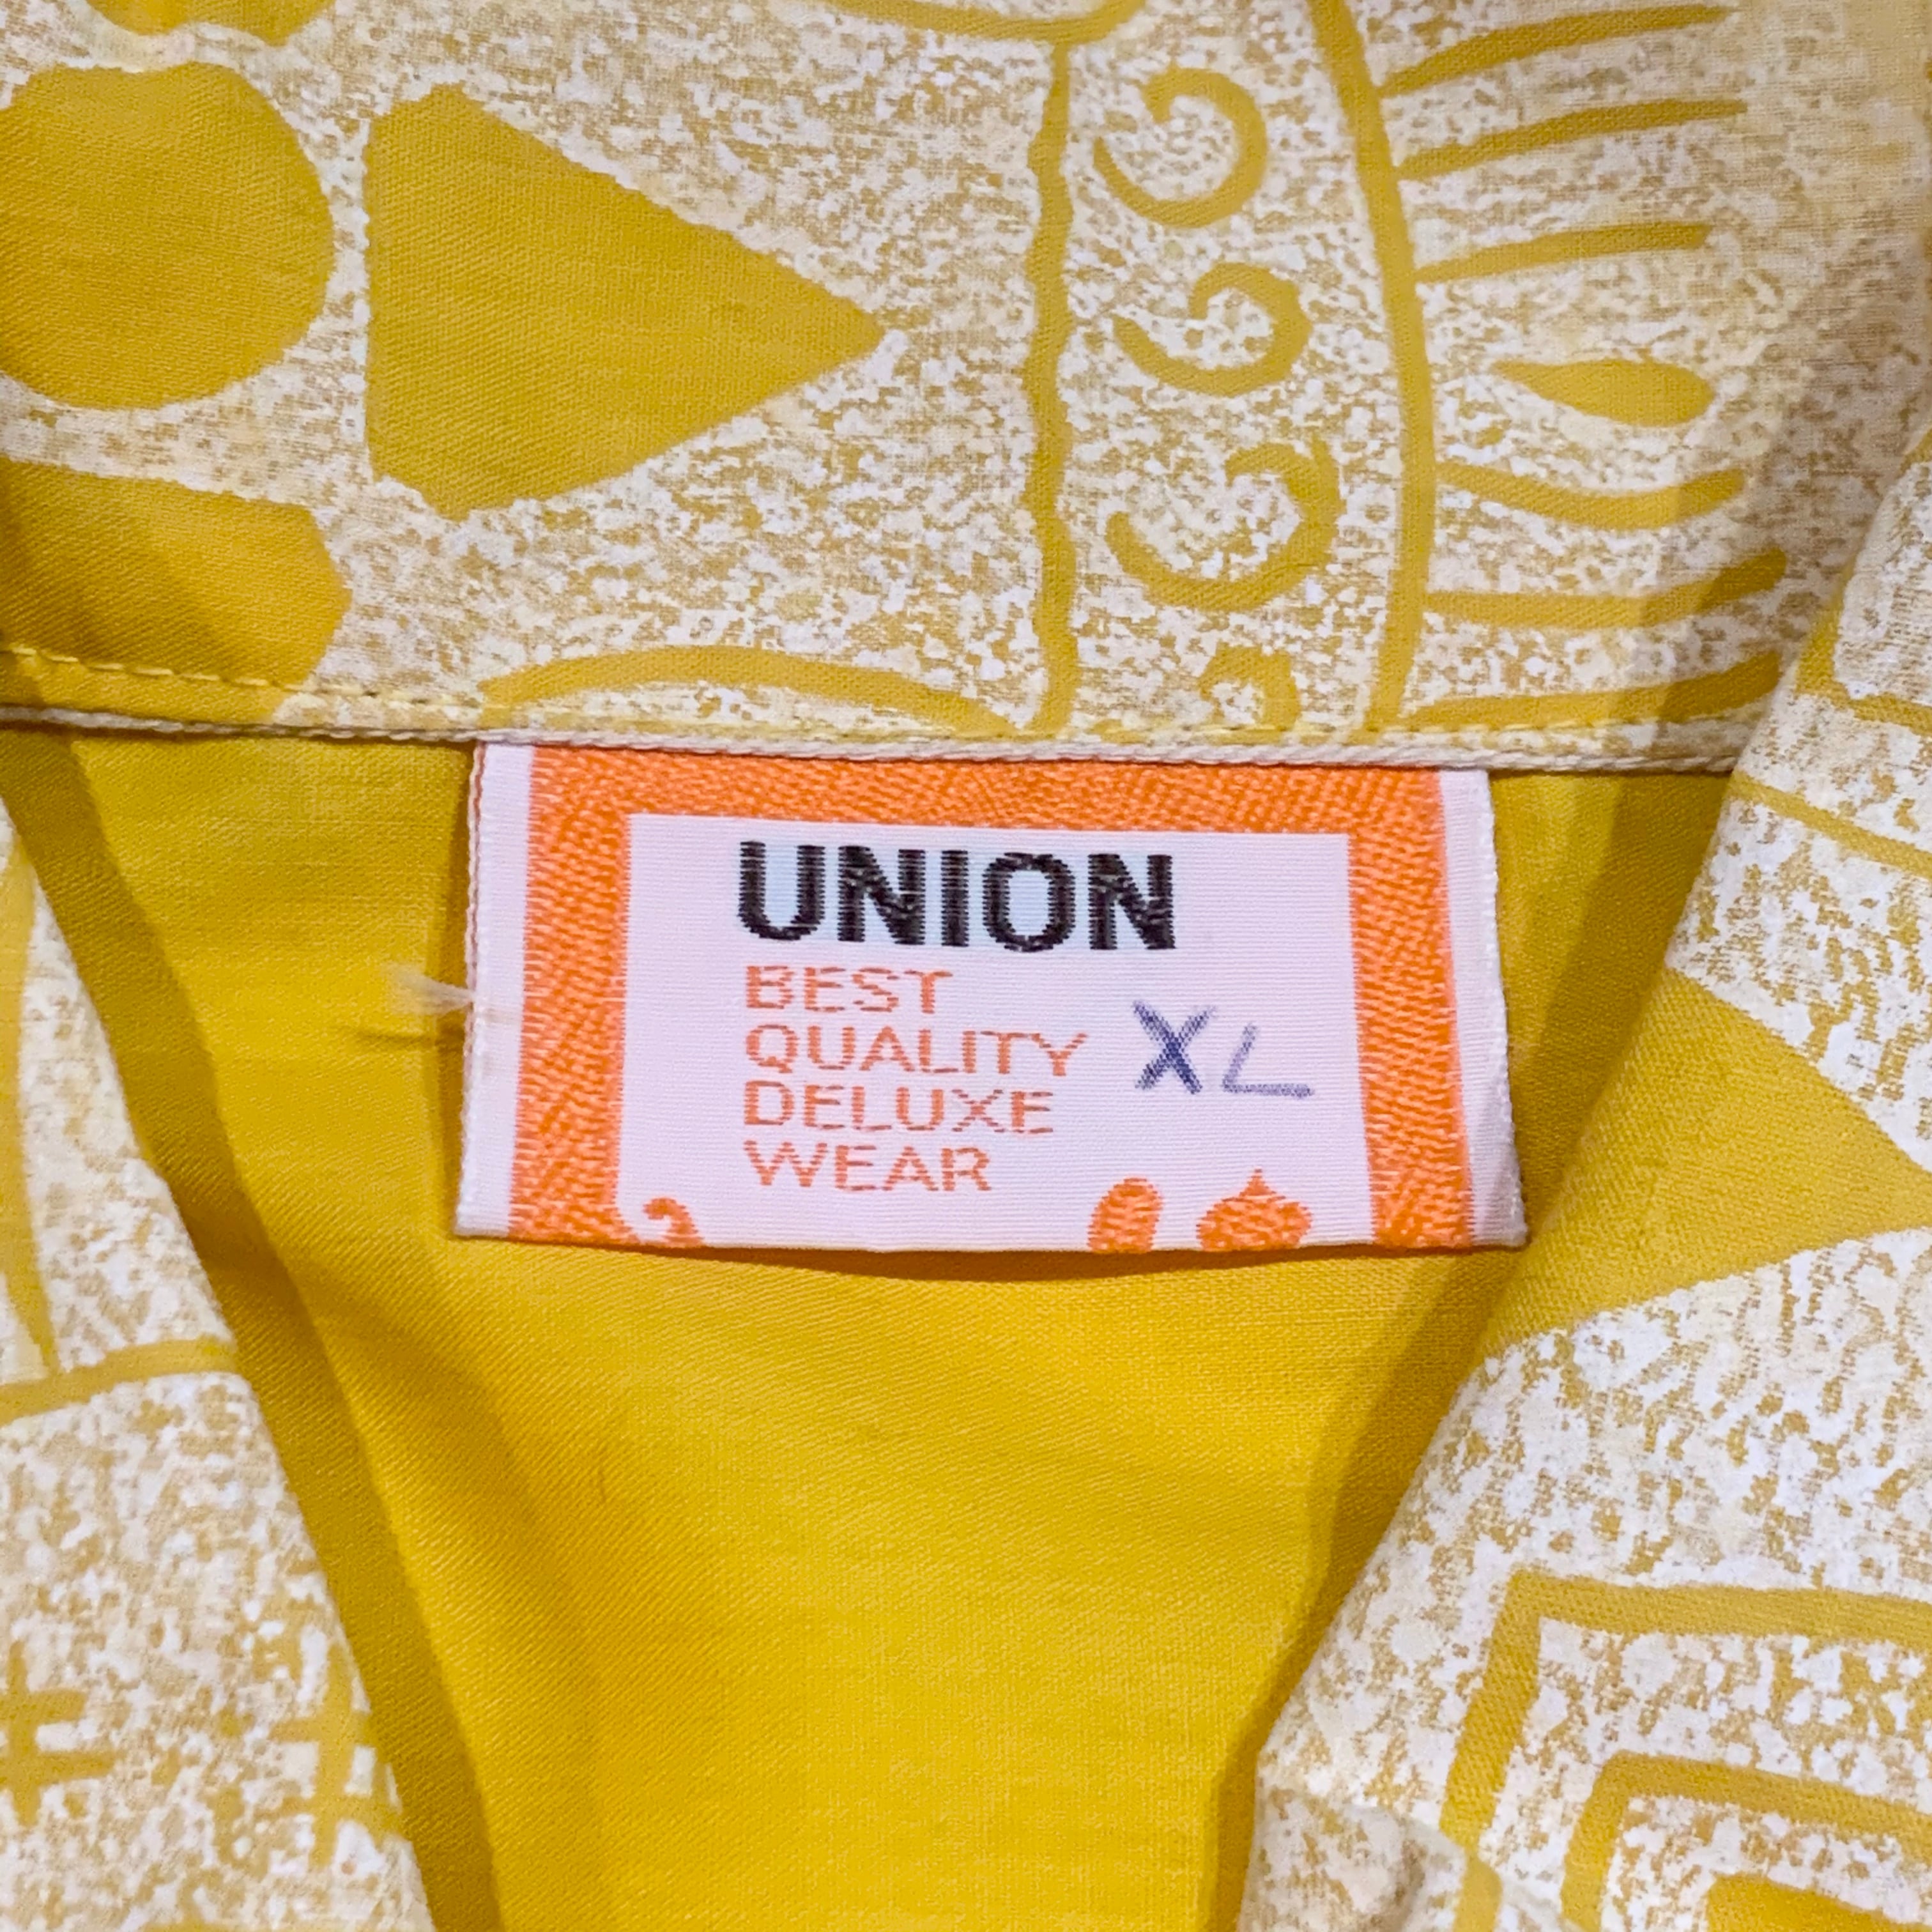 UNION
BEST
QUALITY XL
DELUXE
WEAR